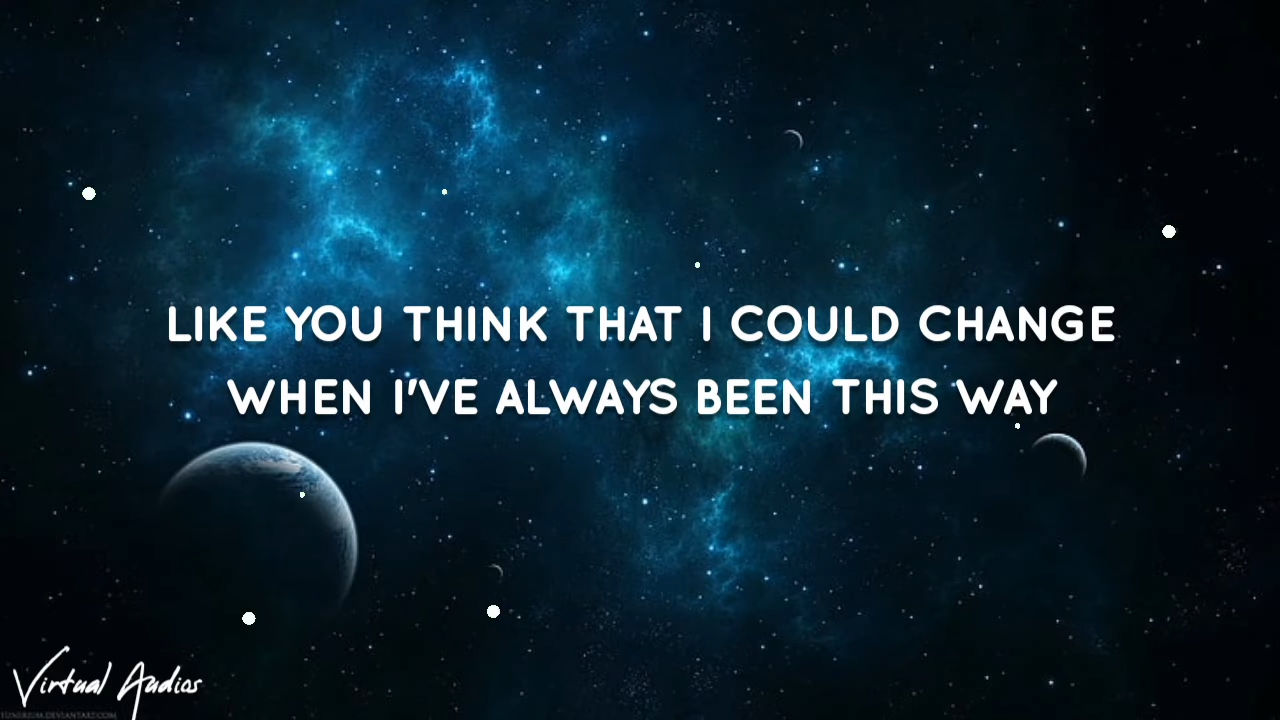 LIKE YOU THINK THAT I COULD CHANGE
WHEN I'VE ALWAYS BEEN THIS WAY
Virtual Audios